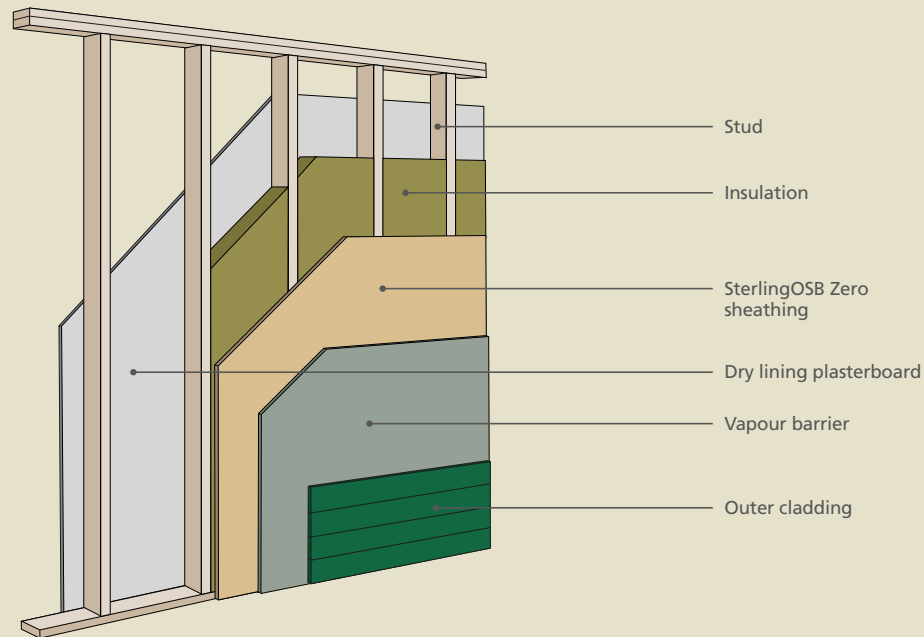 Stud
Insulation
SterlingOSB Zero
sheathing
Dry lining plasterboard
Vapour barrier
Outer cladding